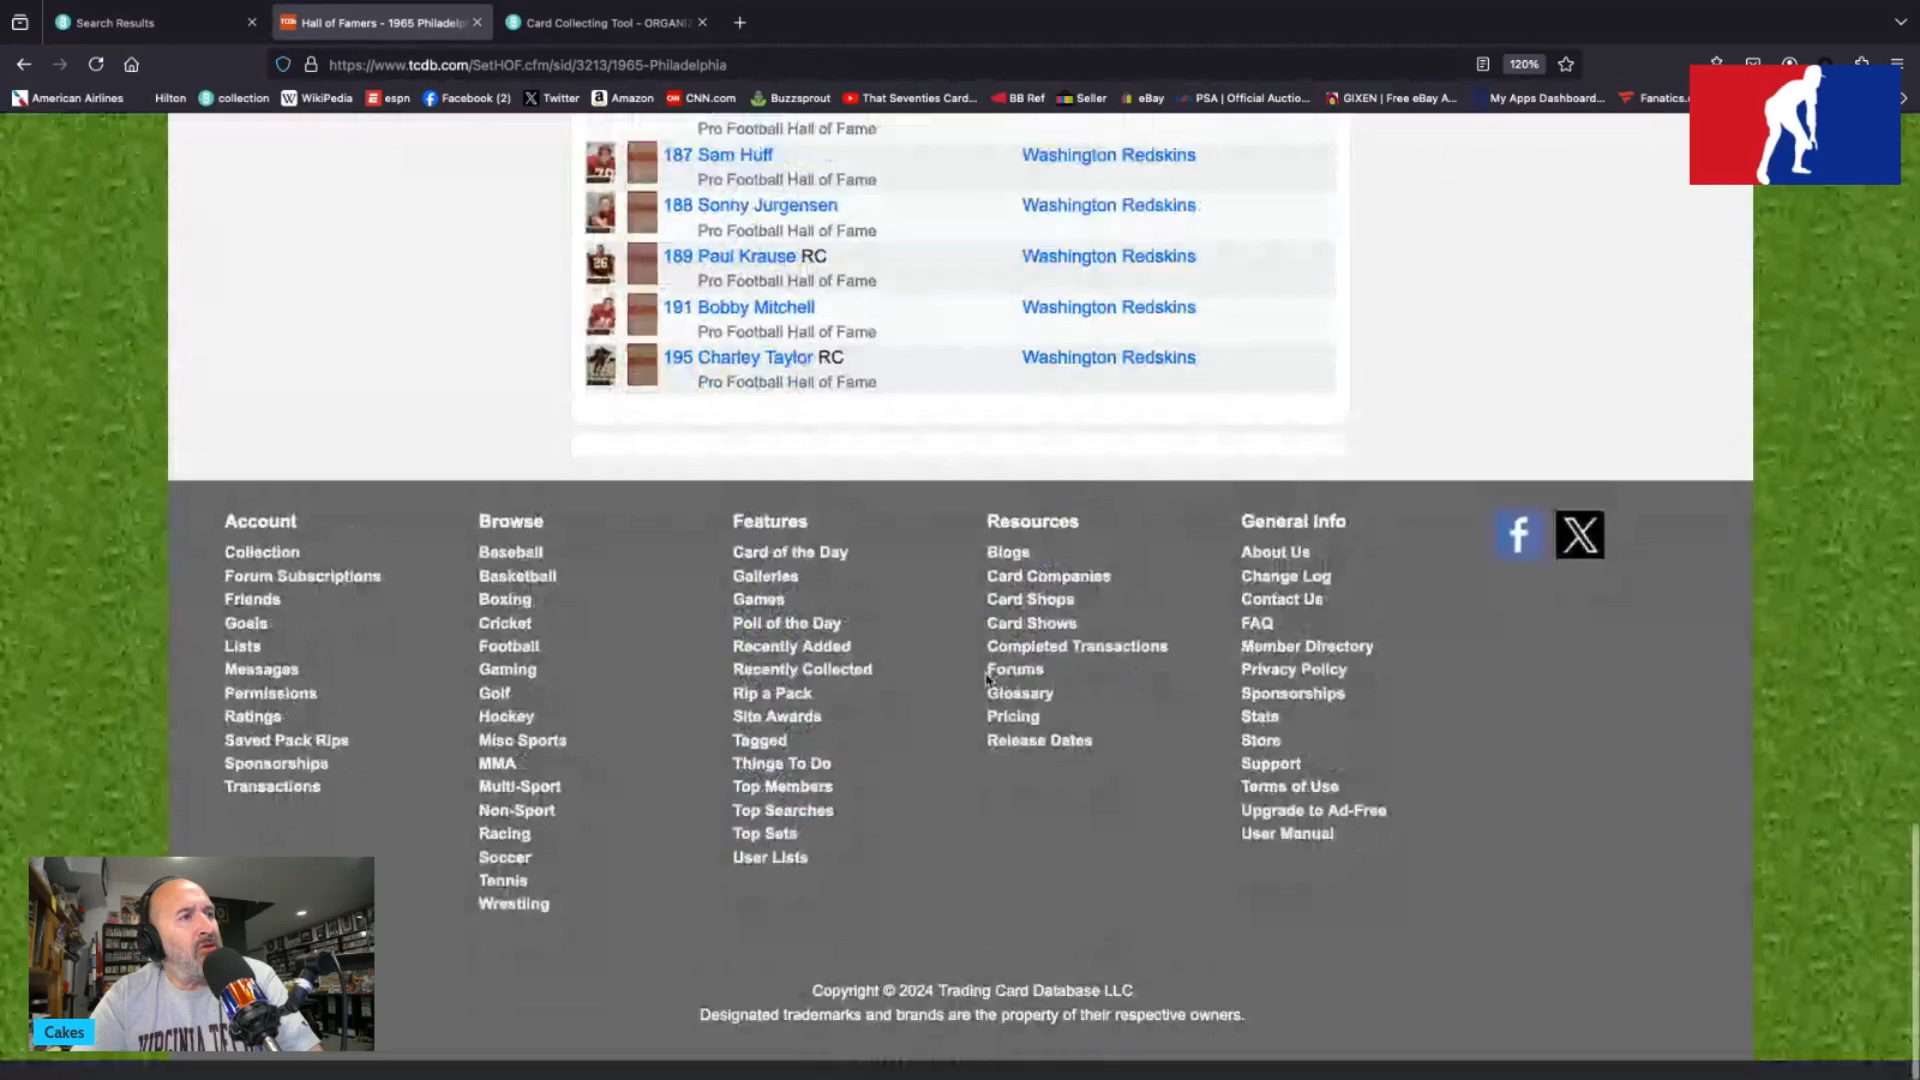 Search Results
Hall of Famers - 1965 Philadelp
Card Collecting Tool - ORGANI
https://www.tcdb.com/SetHOF.cfm/sid/3213/1965-Philadelphia
120%
American Airlines Hilton collection WikiPedia espn Facebook (2) Twitter Amazon CNN.com Buzzsprout That Seventies Card... BB Ref Seller eBay PSA | Official Auctio... GIXEN | Free eBay A... My Apps Dashboard... Fanatics.c
Pro Football Hall of Fame
187 Sam Huff Washington Redskins
Pro Football Hall of Fame
188 Sonny Jurgensen Washington Redskins
Pro Football Hall of Fame
189 Paul Krause RC Washington Redskins
Pro Football Hall of Fame
191 Bobby Mitchell Washington Redskins
Pro Football Hall of Fame
195 Charley Taylor RC Washington Redskins
Pro Football Hall of Fame
Account
Collection
Forum Subscriptions
Friends
Goals
Lists
Messages
Permissions
Ratings
Saved Pack Rips
Sponsorships
Transactions
Browse
Baseball
Basketball
Boxing
Cricket
Football
Gaming
Golf
Hockey
Misc Sports
MMA
Multi-Sport
Non-Sport
Racing
Soccer
Tennis
Wrestling
Features
Card of the Day
Galleries
Games
Poll of the Day
Recently Added
Recently Collected
Rip a Pack
Site Awards
Tagged
Things To Do
Top Members
Top Searches
Top Sets
User Lists
Resources
Blogs
Card Companies
Card Shops
Card Shows
Completed Transactions
Forums
Glossary
Pricing
Release Dates
General Info
About Us
Change Log
Contact Us
FAQ
Member Directory
Privacy Policy
Sponsorships
Stats
Store
Support
Terms of Use
Upgrade to Ad-Free
User Manual
Copyright © 2024 Trading Card Database LLC
Designated trademarks and brands are the property of their respective owners.
VIRGINIA TE
Cakes